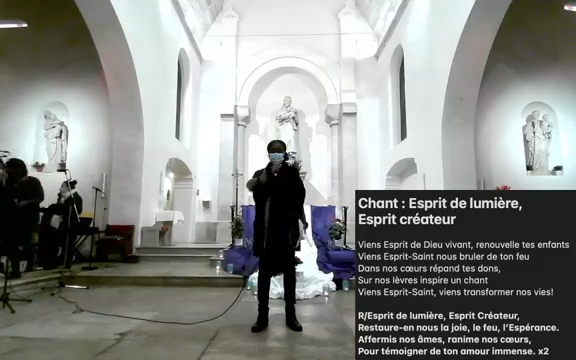 Chant : Esprit de lumière,
Esprit créateur
Viens Esprit de Dieu vivant, renouvelle tes enfants
Viens Esprit-Saint nous bruler de ton feu
Dans nos cœurs répand tes dons,
Sur nos lèvres inspire un chant
Viens Esprit-Saint, viens transformer nos vies!
R/Esprit de lumière, Esprit Créateur,
Restaure-en nous la joie, le feu, l'Espérance.
Affermis nos âmes, ranime nos cœurs,
Pour témoigner de ton amour immense. x2